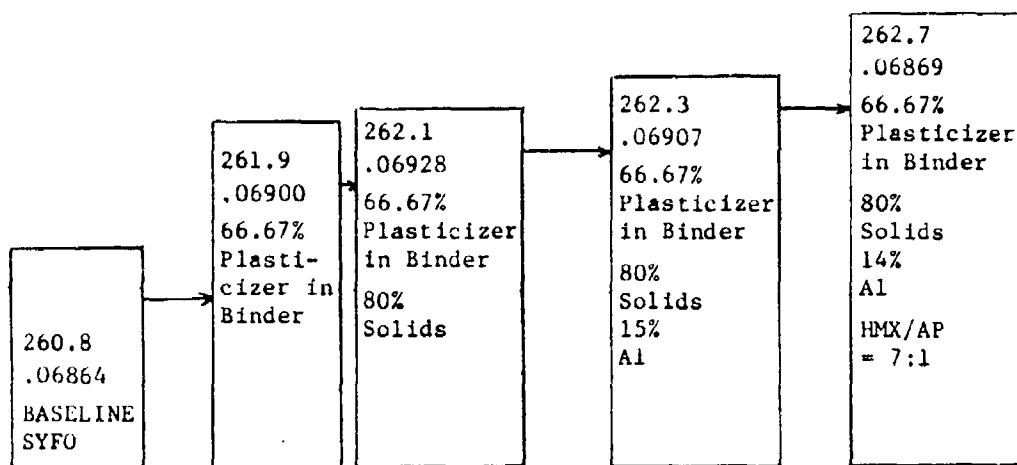 260.8
.06864
BASELINE
SYFO
261.9
.06900
66.67%
Plasti-
cizer in
Binder
262.1
.06928
66.67%
Plasticizer
in Binder
80%
Solids
262.3
.06907
66.67%
Plasticizer
in Binder
80%
Solids
15%
Al
262.7
.06869
66.67%
Plasticizer
in Binder
80%
Solids
14%
Al
HMX/AP
= 7:1